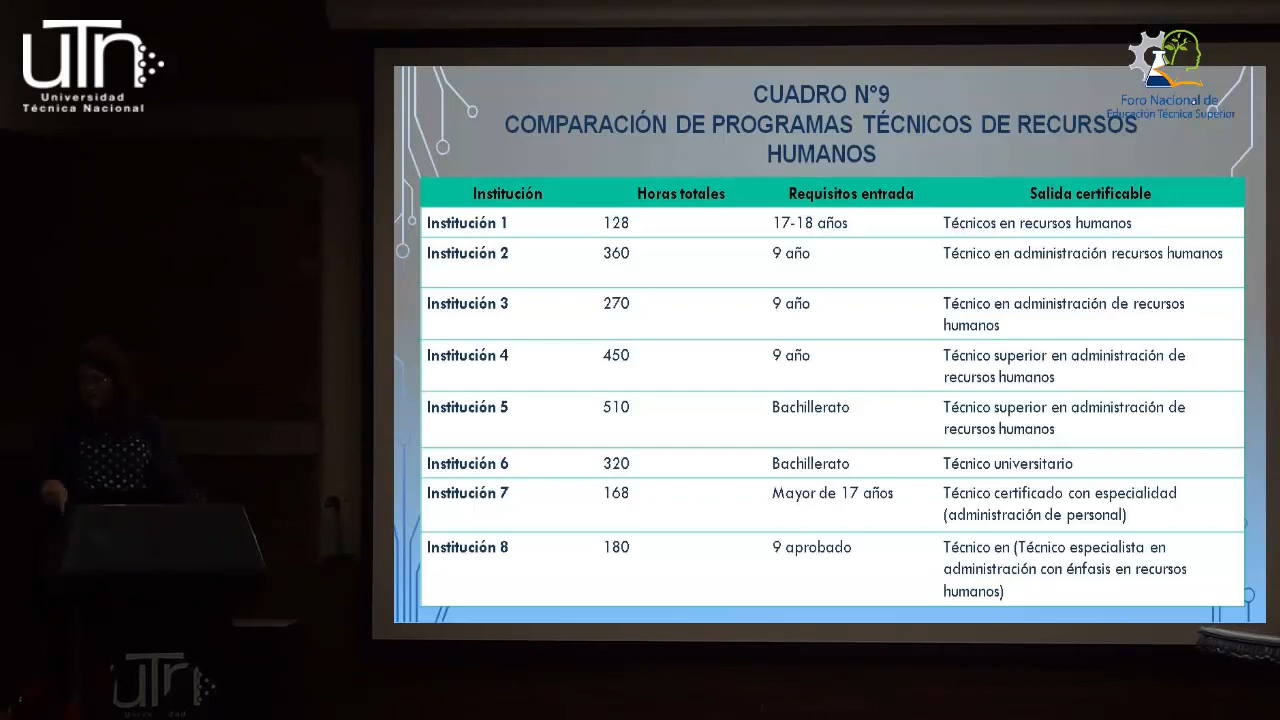 utn
Universidad
Técnica Nacional
Foro Nacional de
Educación Técnica Superior
CUADRO N°9
COMPARACIÓN DE PROGRAMAS TÉCNICOS DE RECURSOS
HUMANOS
Institución Horas totales Requisitos entrada Salida certificable
Institución 1 128 17-18 años Técnicos en recursos humanos
Institución 2 360 9 año Técnico en administración recursos humanos
Institución 3 270 9 año Técnico en administración de recursos
humanos
Institución 4 450 9 año Técnico superior en administración de
recursos humanos
Institución 5 510 Bachillerato Técnico superior en administración de
recursos humanos
Institución 6 320 Bachillerato Técnico universitario
Institución 7 168 Mayor de 17 años Técnico certificado con especialidad
(administración de personal)
Institución 8 180 9 aprobado Técnico en (Técnico especialista en
administración con énfasis en recursos
humanos)
utn